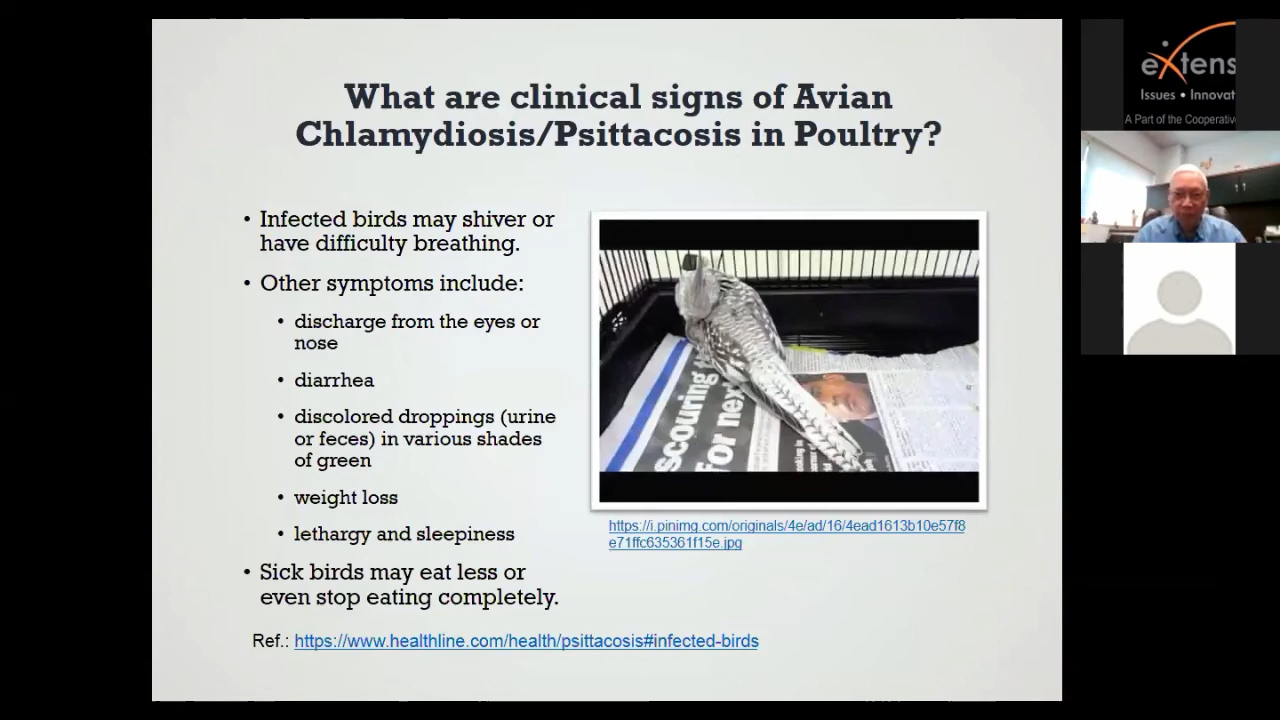 What are clinical signs of Avian
Chlamydiosis/Psittacosis in Poultry?
• Infected birds may shiver or
have difficulty breathing.
• Other symptoms include:
• discharge from the eyes or
nose
• diarrhea
• discolored droppings (urine
or feces) in various shades
of green
• weight loss
• lethargy and sleepiness
• Sick birds may eat less or
even stop eating completely.
Ref.: https://www.healthline.com/health/psittacosis#infected-birds
scouring
for nex
https://i.pinimg.com/originals/4e/ad/16/4ead1613b10e57f8
e71ffc635361f15e.jpg
eXtens
Issues • Innovat
A Part of the Cooperative